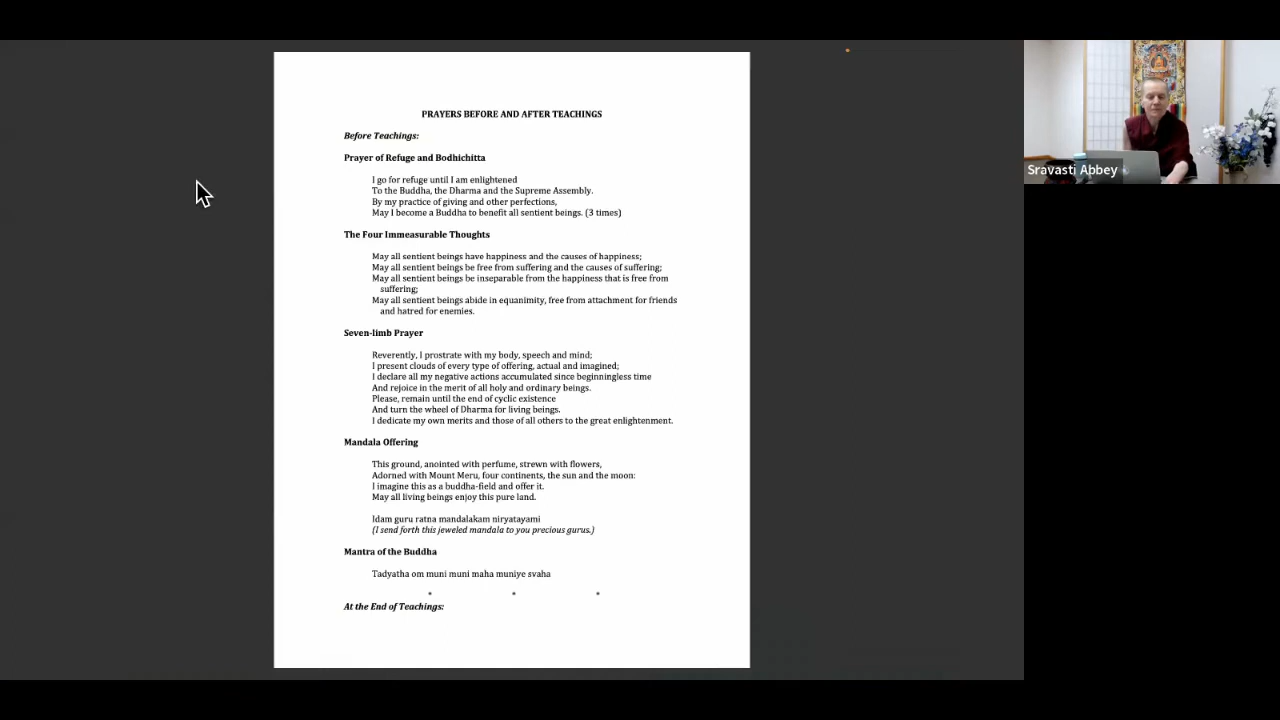 PRAYERS BEFORE AND AFTER TEACHINGS
Before Teachings:
Prayer of Refuge and Bodhichitta
I go for refuge until I am enlightened
To the Buddha, the Dharma and the Supreme Assembly.
By my practice of giving and other perfections,
May I become a Buddha to benefit all sentient beings. (3 times)
The Four Immeasurable Thoughts
May all sentient beings have happiness and the causes of happiness;
May all sentient beings be free from suffering and the causes of suffering;
May all sentient beings be inseparable from the happiness that is free from
suffering;
May all sentient beings abide in equanimity, free from attachment for friends
and hatred for enemies.
Seven-limb Prayer
Reverently, I prostrate with my body, speech and mind;
I present clouds of every type of offering, actual and imagined;
I declare all my negative actions accumulated since beginningless time
And rejoice in the merit of all holy and ordinary beings.
Please, remain until the end of cyclic existence
And turn the wheel of Dharma for living beings.
I dedicate my own merits and those of all others to the great enlightenment.
Mandala Offering
This ground, anointed with perfume, strewn with flowers,
Adorned with Mount Meru, four continents, the sun and the moon:
I imagine this as a buddha-field and offer it.
May all living beings enjoy this pure land.
Idam guru ratna mandalakam niryatayami
(I send forth this jeweled mandala to you precious gurus.)
Mantra of the Buddha
Tadyatha om muni muni maha muniye svaha
* * *
At the End of Teachings:
Sravasti Abbey